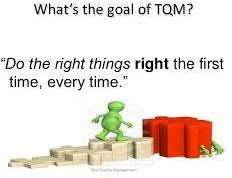 What's the goal of TQM?
"Do the right things right the first
time, every time."